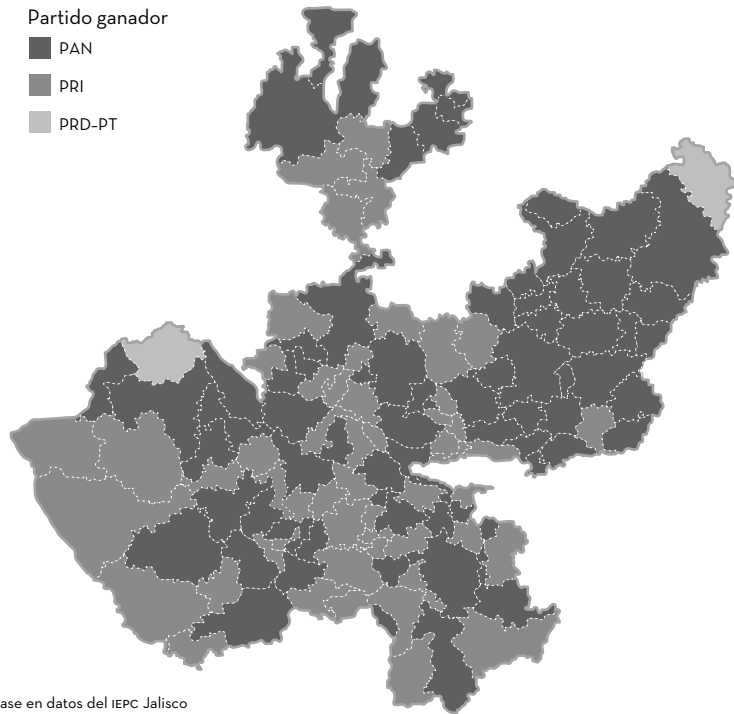 Partido ganador
PAN
PRI
PRD-PT
ase en datos del IEPC Jalisco